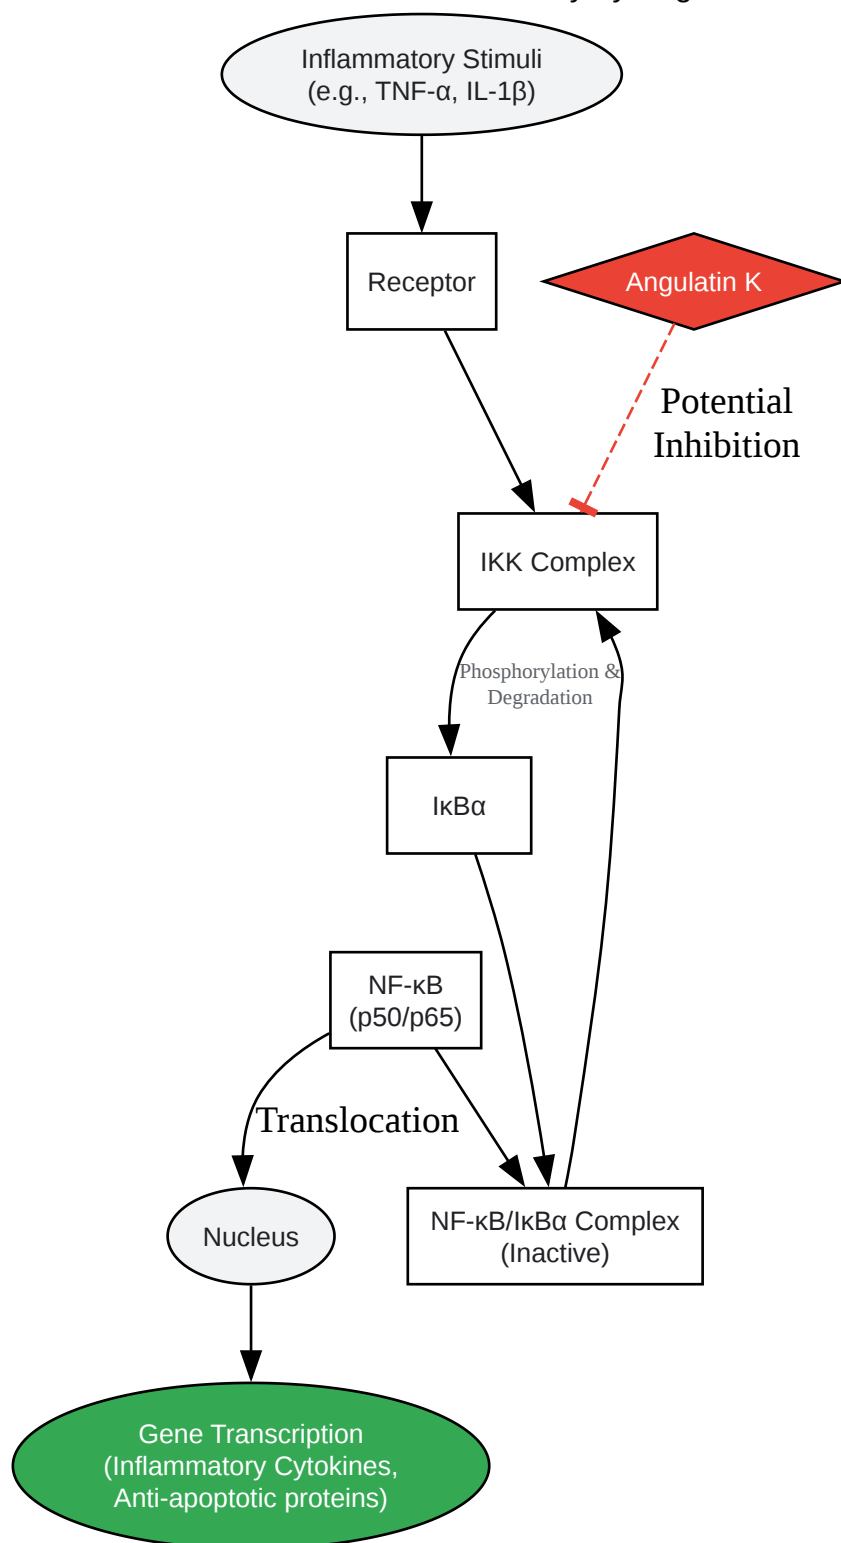 Inflammatory Stimuli
(e.g., TNF-α, IL-1β)
Receptor
Angulatin K
Potential
Inhibition
IKK Complex
Phosphorylation &
Degradation
IκBα
NF-κB
(p50/p65)
Translocation
NF-κB/IκBα Complex
(Inactive)
Nucleus
Gene Transcription
(Inflammatory Cytokines,
Anti-apoptotic proteins)